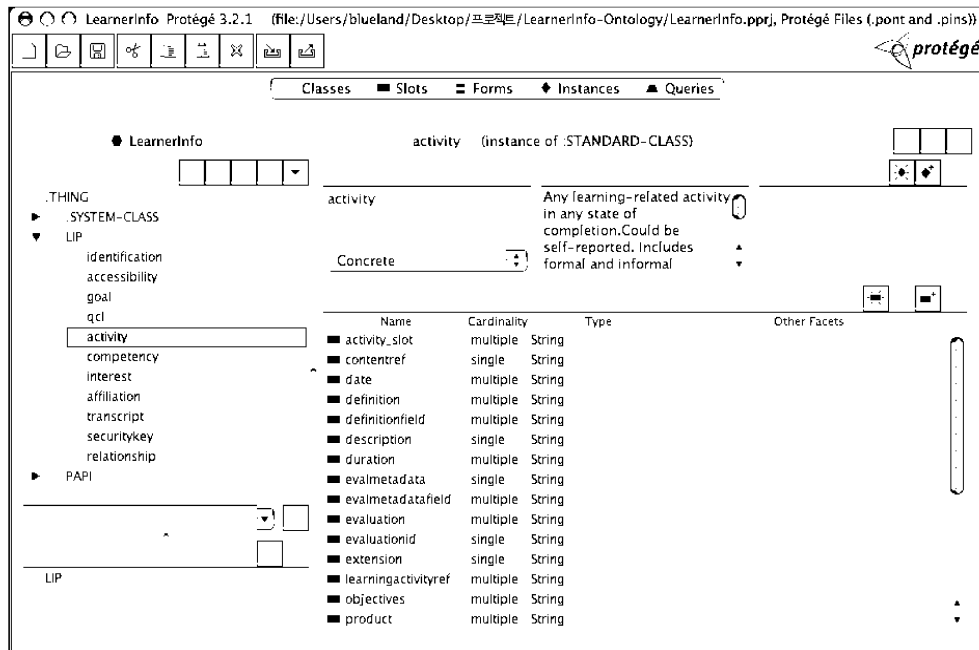 LearnerInfo Protégé 3.2.1 (file:/Users/blueland/Desktop/프로젝트/LearnerInfo-Ontology/LearnerInfo.pprj, Protégé Files (.pont and .pins))
protégé
Classes Slots Forms Instances Queries
LearnerInfo
activity (instance of :STANDARD-CLASS)
.THING
.SYSTEM-CLASS
LIP
identification
accessibility
goal
qcl
activity
competency
interest
affiliation
transcript
securitykey
relationship
PAPI
LIP
activity
Concrete
Any learning-related activity
in any state of
completion.Could be
self-reported. Includes
formal and informal
Name Cardinality Type Other Facets
activity_slot multiple String
contentref single String
date multiple String
definition multiple String
definitionfield multiple String
description single String
duration multiple String
evalmetadata single String
evalmetadatafield multiple String
evaluation multiple String
evaluationid single String
extension single String
learningactivityref multiple String
objectives multiple String
product multiple String